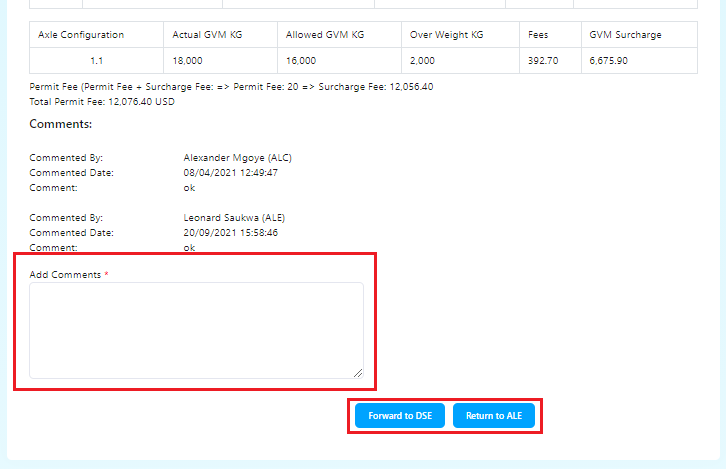 Axle Configuration Actual GVM KG Allowed GVM KG Over Weight KG Fees GVM Surcharge
1.1 18,000 16,000 2,000 392.70 6,675.90
Permit Fee (Permit Fee + Surcharge Fee: => Permit Fee: 20 => Surcharge Fee: 12,056.40
Total Permit Fee: 12,076.40 USD
Comments:
Commented By: Alexander Mgoye (ALC)
Commented Date: 08/04/2021 12:49:47
Comment: ok
Commented By: Leonard Saukwa (ALE)
Commented Date: 20/09/2021 15:58:46
Comment: ok
Add Comments *
Forward to DSE Return to ALE